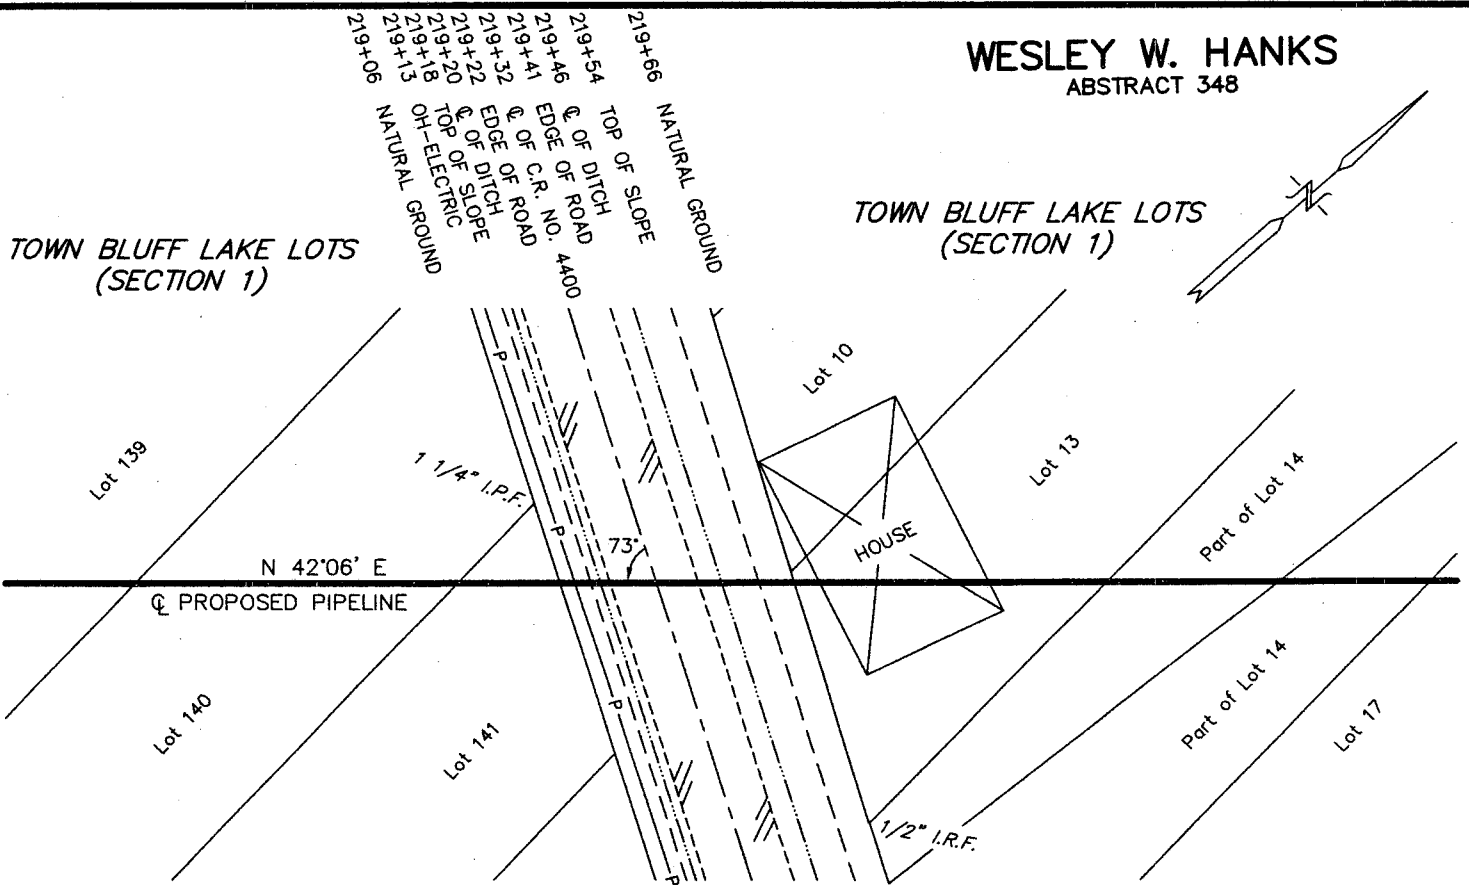 WESLEY W. HANKS
ABSTRACT 348
219+06 NATURAL GROUND
219+13 OH-ELECTRIC
219+18 TOP OF SLOPE
219+20 ℄ OF DITCH
219+22 EDGE OF ROAD
219+32 ℄ OF C.R. NO. 4400
219+41 EDGE OF ROAD
219+46 ℄ OF DITCH
219+54 TOP OF SLOPE
219+66 NATURAL GROUND
TOWN BLUFF LAKE LOTS
(SECTION 1)
TOWN BLUFF LAKE LOTS
(SECTION 1)
N
P
Lot 10
Lot 139
1 1/4" I.P.F.
Lot 13
Part of Lot 14
P
73°
HOUSE
N 42°06' E
℄ PROPOSED PIPELINE
Lot 140
Lot 141
P
Part of Lot 14
Lot 17
1/2" I.R.F.
P